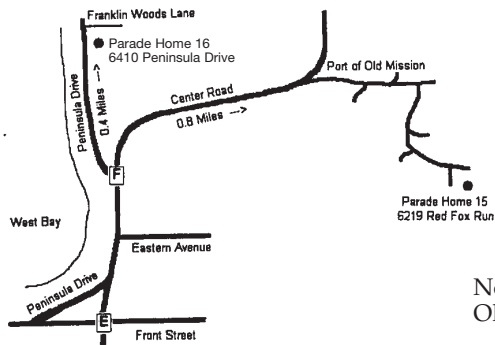 Franklin Woods Lane
Parade Home 16
6410 Peninsula Drive
Peninsula Drive
0.4 Miles
Center Road
0.8 Miles
Port of Old Mission
F
Parade Home 15
6219 Red Fox Run
West Bay
Eastern Avenue
Peninsula Drive
E
Front Street